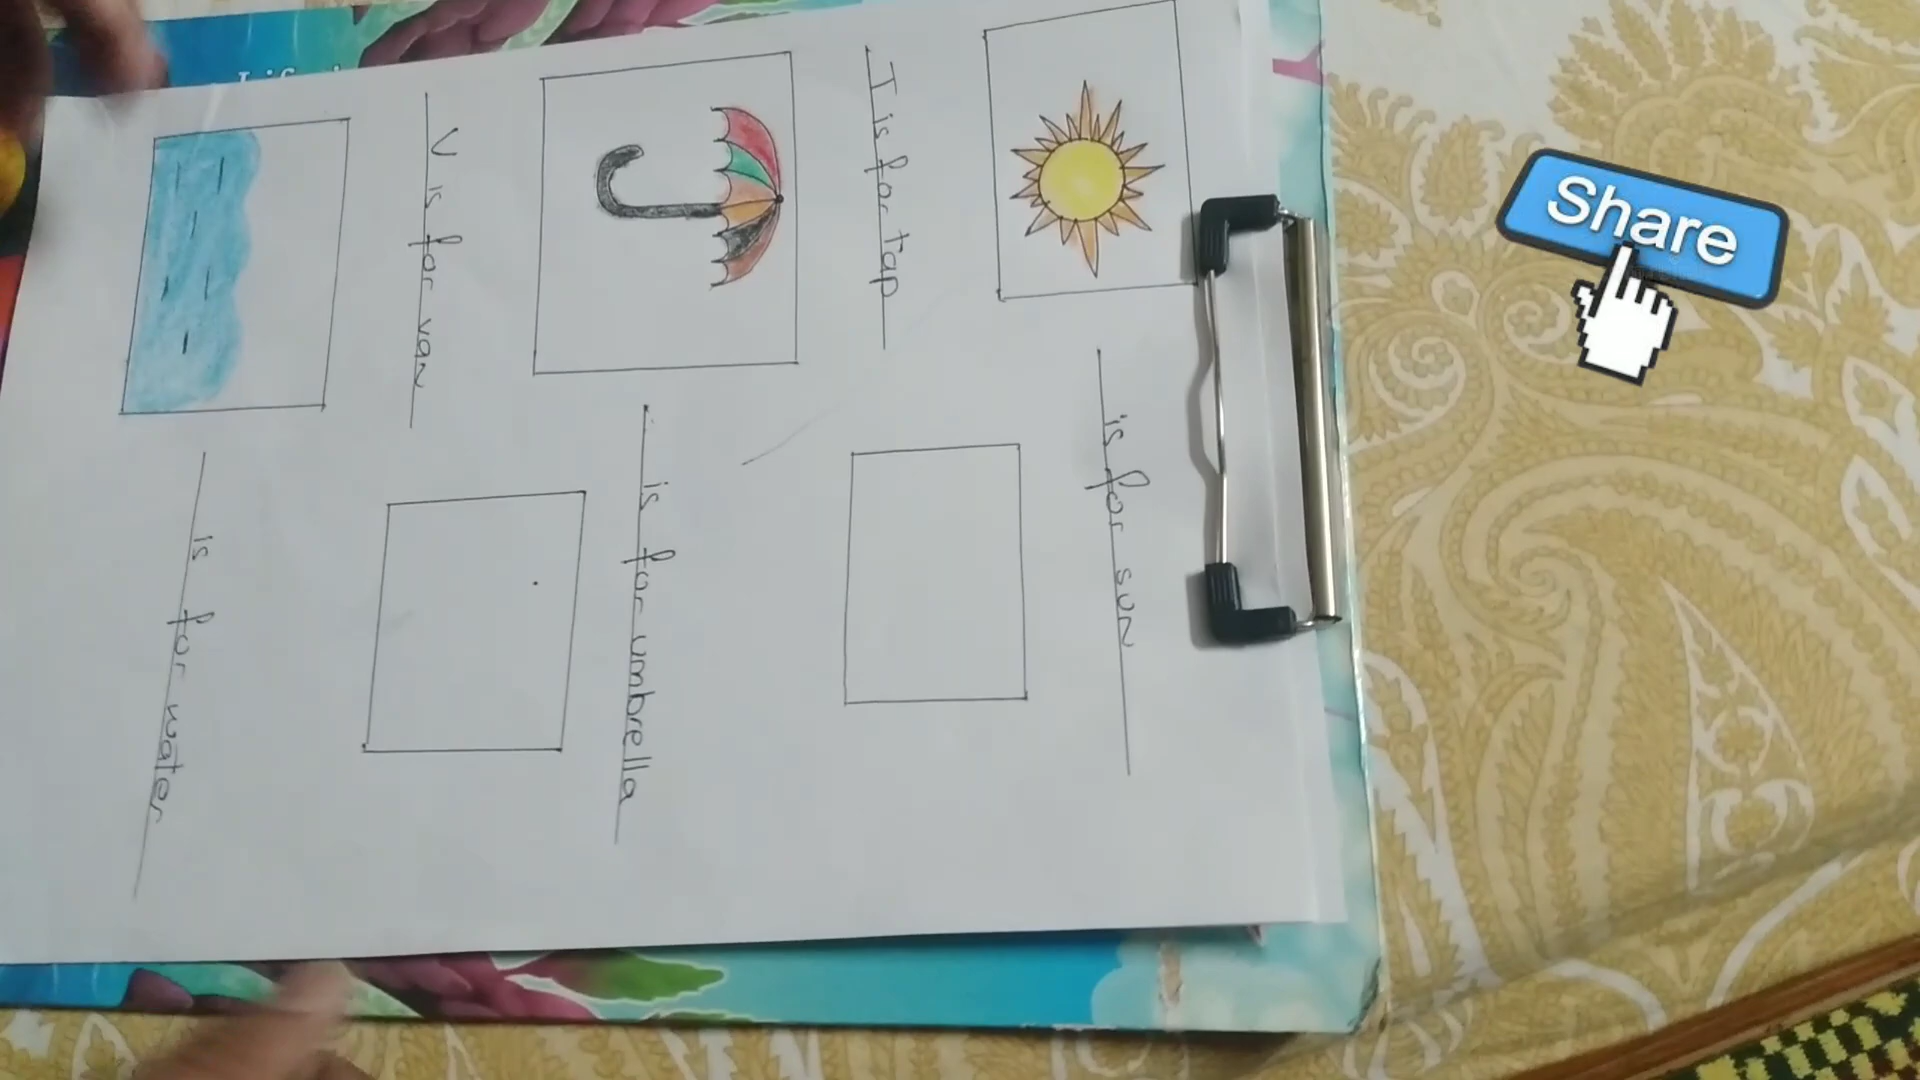 is for sun
I is for Tap
is for umbrella
V is for van
is for water
Share